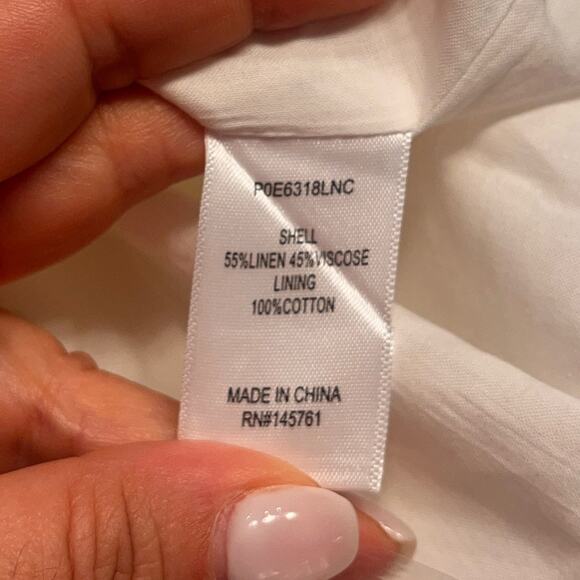 P0E6318LNC
SHELL
55%LINEN 45%VISCOSE
LINING
100%COTTON
MADE IN CHINA
RN#145761